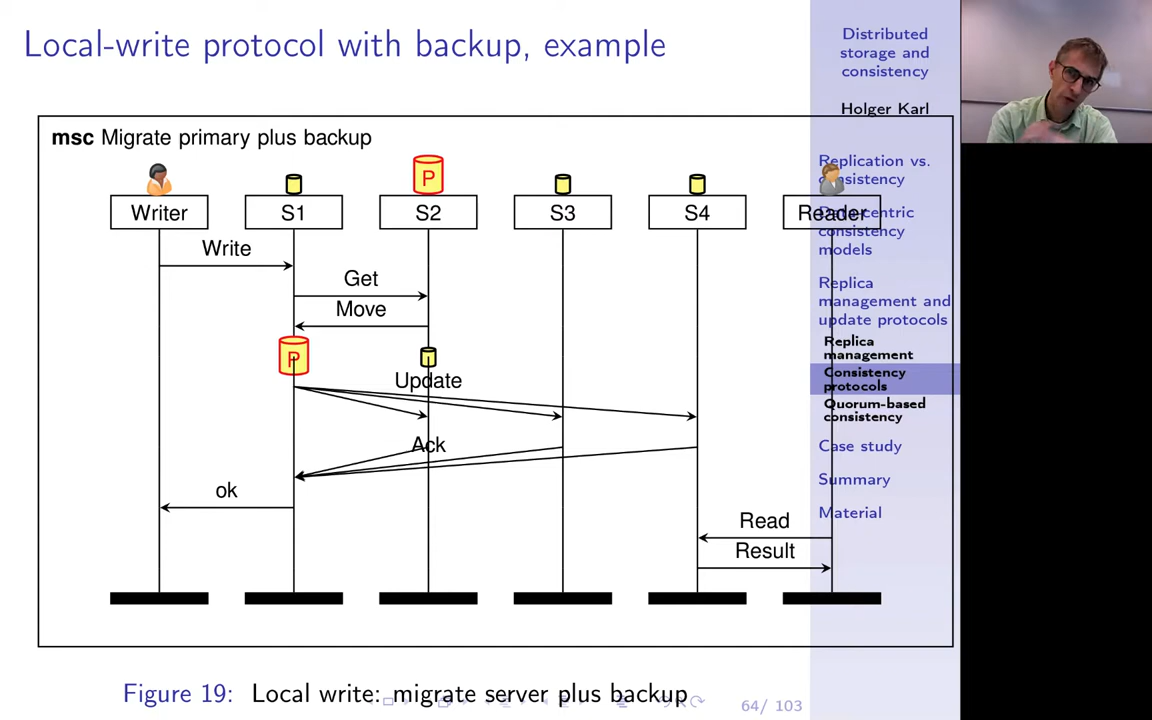 Local-write protocol with backup, example
Distributed
storage and
consistency
Holger Karl
msc Migrate primary plus backup
P
Writer
S1
S2
S3
S4
Reader
Write
Get
Move
P
Update
Ack
ok
Read
Result
Replication vs.
consistency
Data-centric
consistency
models
Replica
management and
update protocols
Replica
management
Consistency
protocols
Quorum-based
consistency
Case study
Summary
Material
Figure 19: Local write: migrate server plus backup
64/ 103